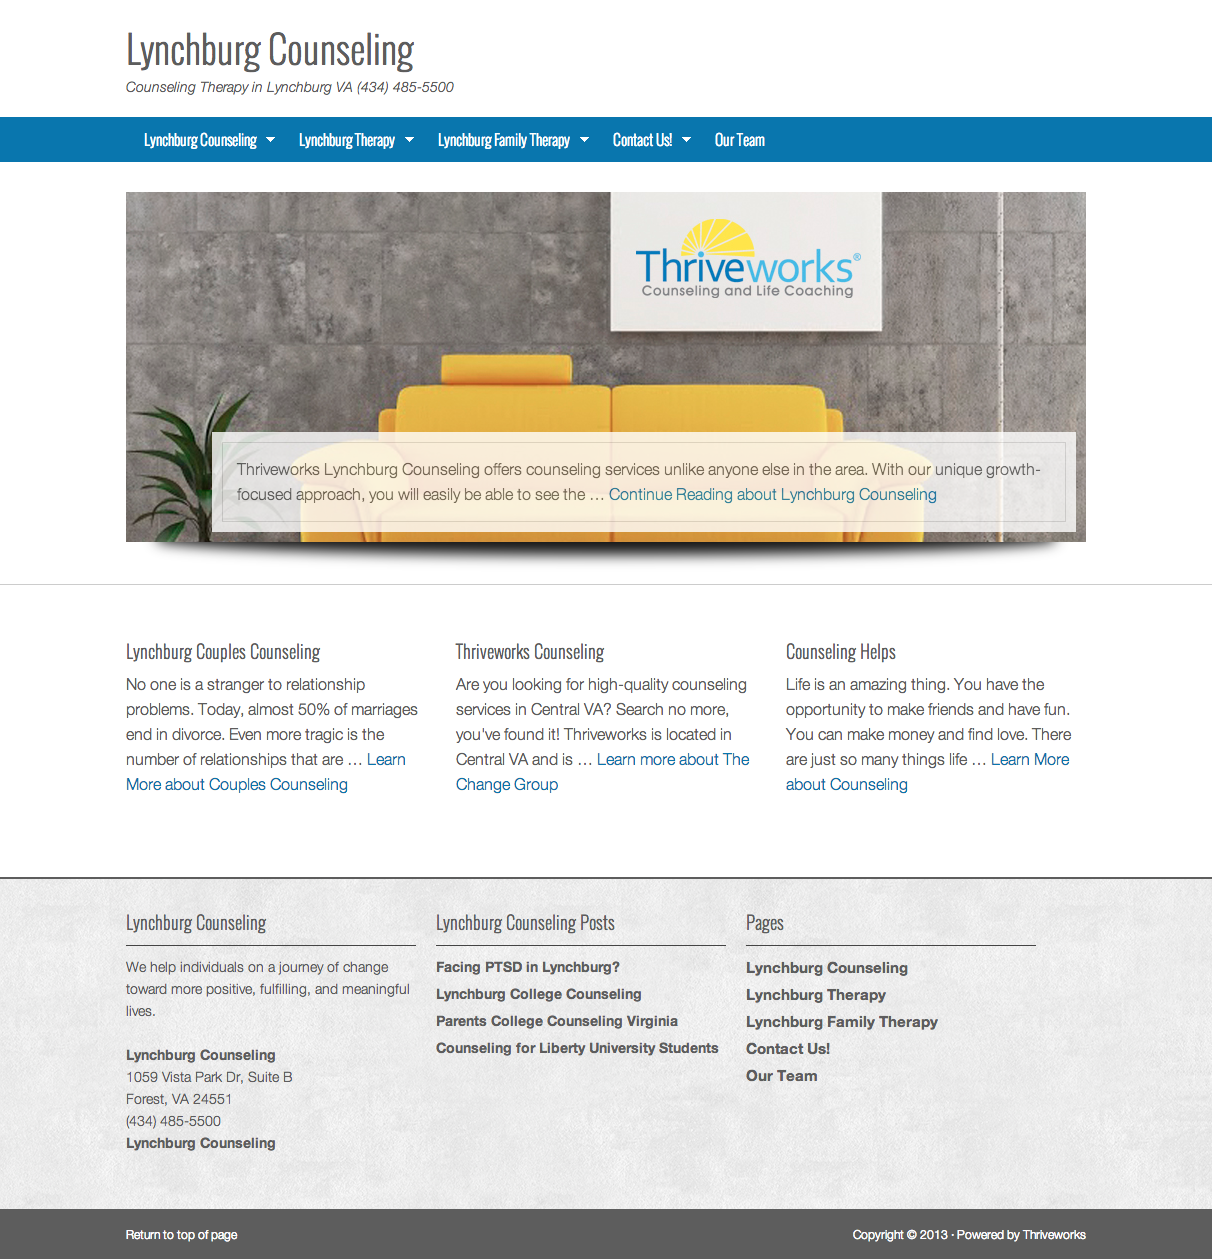 Lynchburg Counseling
Counseling Therapy in Lynchburg VA (434) 485-5500
Lynchburg Counseling Lynchburg Therapy Lynchburg Family Therapy Contact Us! Our Team
Thriveworks®
Counseling and Life Coaching
Thriveworks Lynchburg Counseling offers counseling services unlike anyone else in the area. With our unique growth-
focused approach, you will easily be able to see the … Continue Reading about Lynchburg Counseling
Lynchburg Couples Counseling
No one is a stranger to relationship
problems. Today, almost 50% of marriages
end in divorce. Even more tragic is the
number of relationships that are … Learn
More about Couples Counseling
Thriveworks Counseling
Are you looking for high-quality counseling
services in Central VA? Search no more,
you've found it! Thriveworks is located in
Central VA and is … Learn more about The
Change Group
Counseling Helps
Life is an amazing thing. You have the
opportunity to make friends and have fun.
You can make money and find love. There
are just so many things life … Learn More
about Counseling
Lynchburg Counseling
We help individuals on a journey of change
toward more positive, fulfilling, and meaningful
lives.
Lynchburg Counseling
1059 Vista Park Dr, Suite B
Forest, VA 24551
(434) 485-5500
Lynchburg Counseling
Lynchburg Counseling Posts
Facing PTSD in Lynchburg?
Lynchburg College Counseling
Parents College Counseling Virginia
Counseling for Liberty University Students
Pages
Lynchburg Counseling
Lynchburg Therapy
Lynchburg Family Therapy
Contact Us!
Our Team
Return to top of page
Copyright © 2013 · Powered by Thriveworks